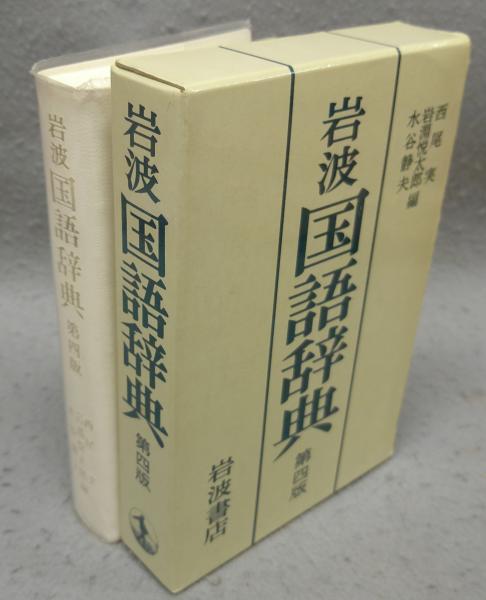 岩波
国語辞典
第四版
西尾実
岩淵悦太郎
水谷静夫
編
岩波書店
岩波
国語辞典
第四版
岩波
国語辞典
第四版